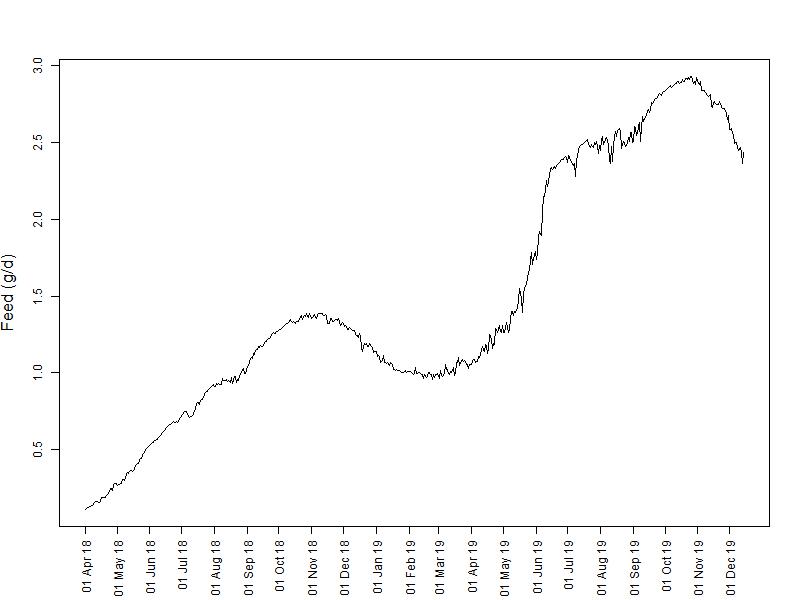 Feed (g/d)
3.0
2.5
2.0
1.5
1.0
0.5
01 Apr 18
01 May 18
01 Jun 18
01 Jul 18
01 Aug 18
01 Sep 18
01 Oct 18
01 Nov 18
01 Dec 18
01 Jan 19
01 Feb 19
01 Mar 19
01 Apr 19
01 May 19
01 Jun 19
01 Jul 19
01 Aug 19
01 Sep 19
01 Oct 19
01 Nov 19
01 Dec 19